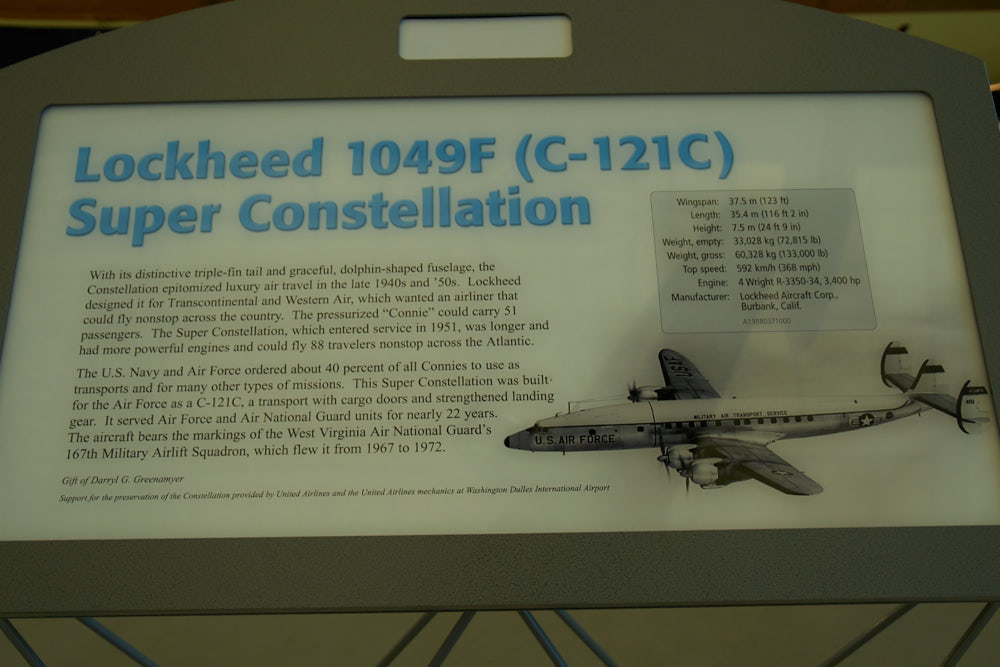 Lockheed 1049F (C-121C)
Super Constellation
With its distinctive triple-fin tail and graceful, dolphin-shaped fuselage, the
Constellation epitomized luxury air travel in the late 1940s and '50s. Lockheed
designed it for Transcontinental and Western Air, which wanted an airliner that
could fly nonstop across the country. The pressurized “Connie” could carry 51
passengers. The Super Constellation, which entered service in 1951, was longer and
had more powerful engines and could fly 88 travelers nonstop across the Atlantic.
The U.S. Navy and Air Force ordered about 40 percent of all Connies to use as
transports and for many other types of missions. This Super Constellation was built
for the Air Force as a C-121C, a transport with cargo doors and strengthened landing
gear. It served Air Force and Air National Guard units for nearly 22 years.
The aircraft bears the markings of the West Virginia Air National Guard's
167th Military Airlift Squadron, which flew it from 1967 to 1972.
Gift of Darryl G. Greenamyer
Support for the preservation of the Constellation provided by United Airlines and the United Airlines mechanics at Washington Dulles International Airport
Wingspan: 37.5 m (123 ft)
Length: 35.4 m (116 ft 2 in)
Height: 7.5 m (24 ft 9 in)
Weight, empty: 33,028 kg (72,815 lb)
Weight, gross: 60,328 kg (133,000 lb)
Top speed: 592 km/h (368 mph)
Engine: 4 Wright R-3350-34, 3,400 hp
Manufacturer: Lockheed Aircraft Corp.,
Burbank, Calif.
A19880371000
USAF
MILITARY AIR TRANSPORT SERVICE
U.S. AIR FORCE